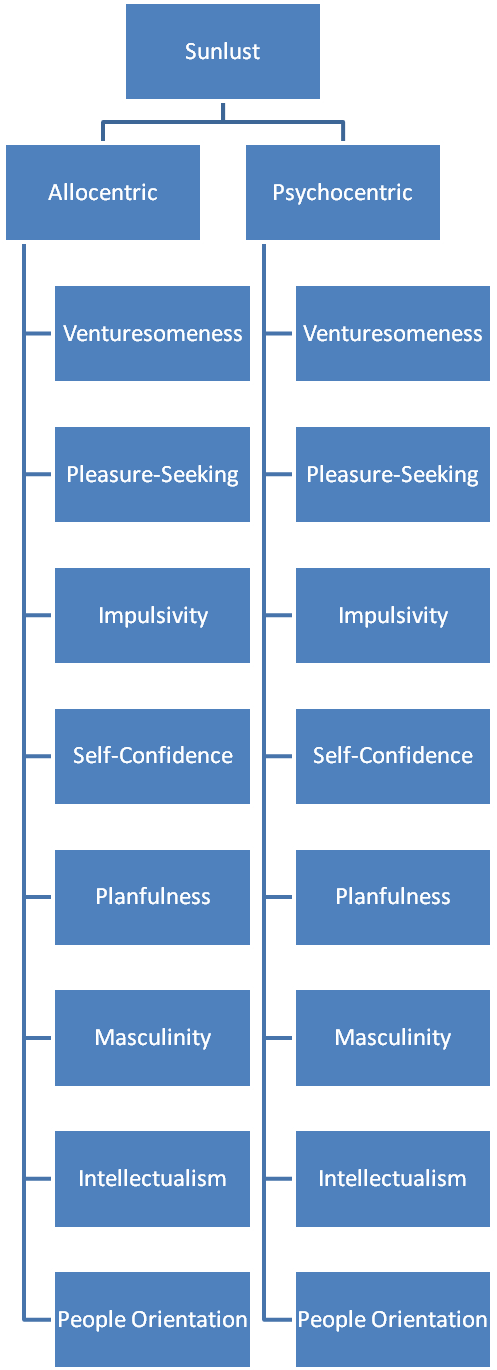 Sunlust
Allocentric
Psychocentric
Venturesomeness
Venturesomeness
Pleasure-Seeking
Pleasure-Seeking
Impulsivity
Impulsivity
Self-Confidence
Self-Confidence
Planfulness
Planfulness
Masculinity
Masculinity
Intellectualism
Intellectualism
People Orientation
People Orientation